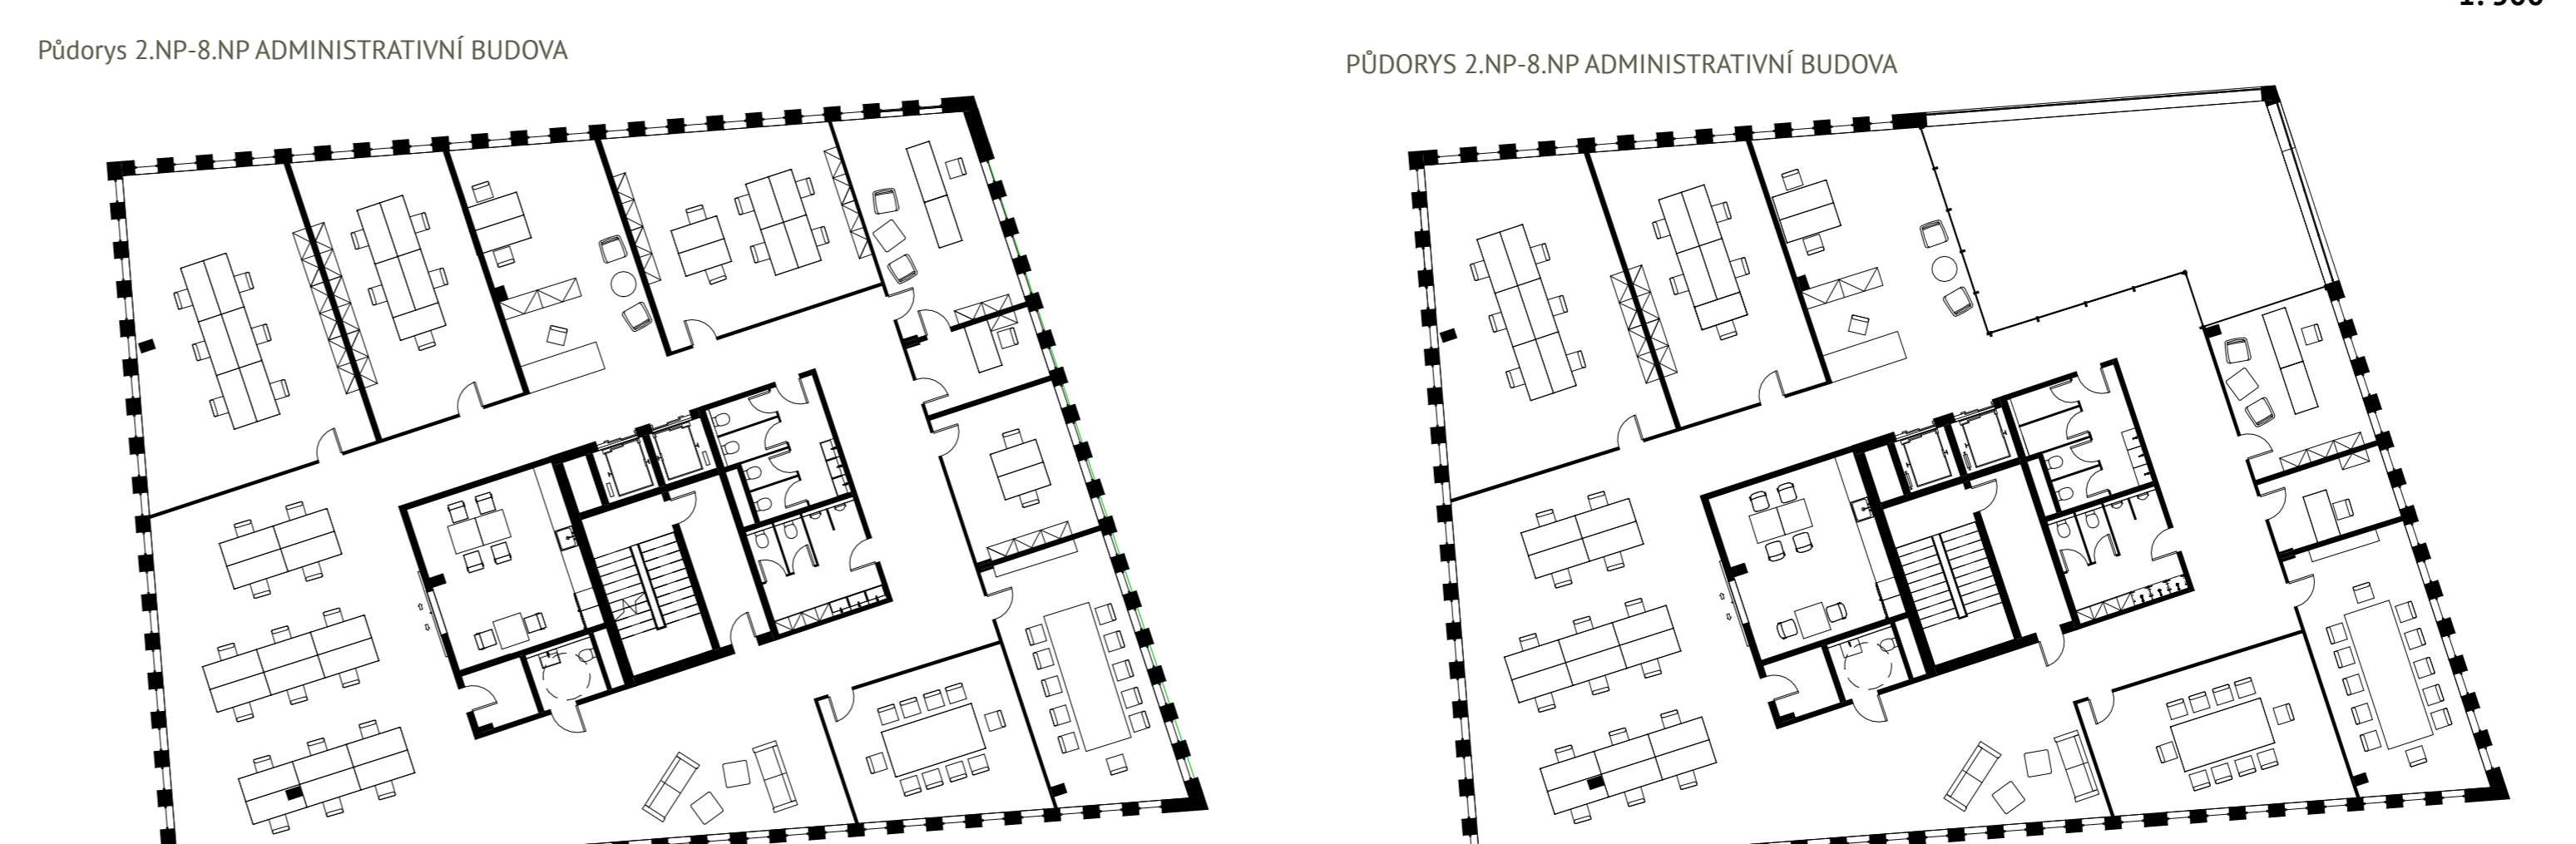 Půdorys 2.NP-8.NP ADMINISTRATIVNÍ BUDOVA
PŮDORYS 2.NP-8.NP ADMINISTRATIVNÍ BUDOVA